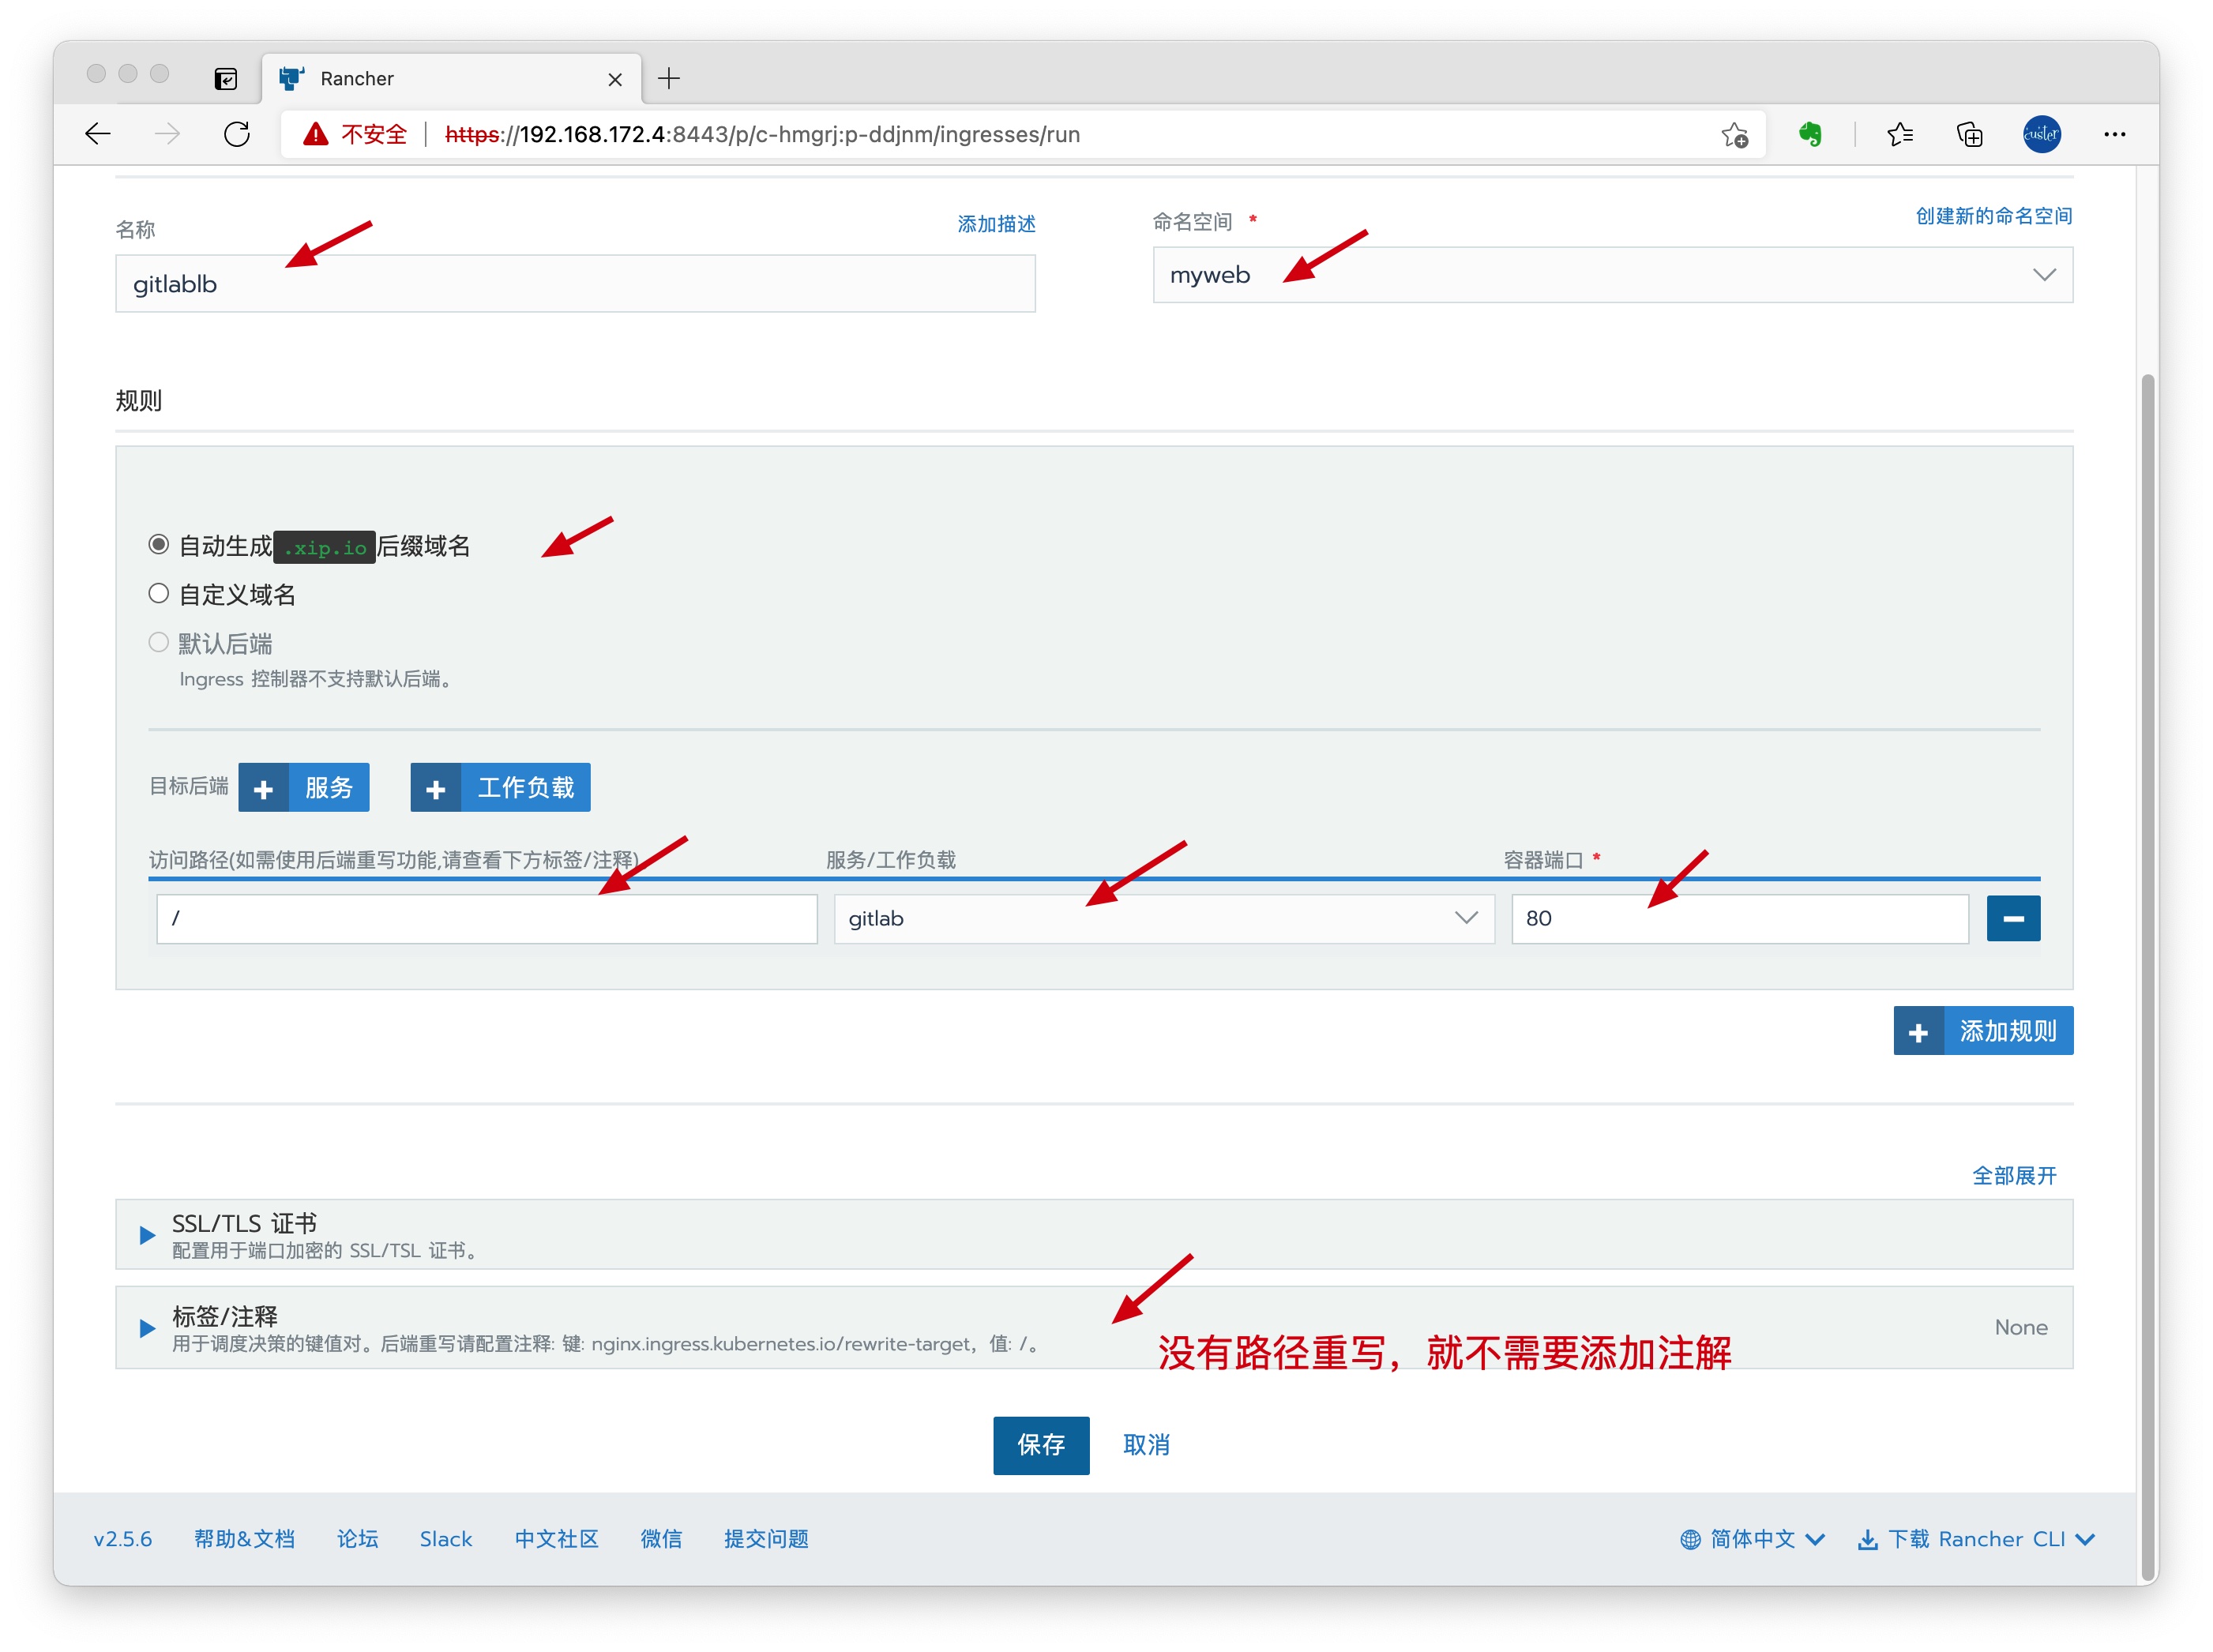 Rancher
不安全
https://192.168.172.4:8443/p/c-hmgrj:p-ddjnm/ingresses/run
custer
名称
添加描述
命名空间 *
创建新的命名空间
gitlablb
myweb
规则
自动生成 .xip.io 后缀域名
自定义域名
默认后端
Ingress 控制器不支持默认后端。
目标后端
服务
工作负载
访问路径(如需使用后端重写功能,请查看下方标签/注释)
服务/工作负载
容器端口 *
/
gitlab
80
添加规则
全部展开
SSL/TLS 证书
配置用于端口加密的 SSL/TSL 证书。
标签/注释
用于调度决策的键值对。后端重写请配置注释: 键: nginx.ingress.kubernetes.io/rewrite-target，值: /。
None
没有路径重写，就不需要添加注解
保存
取消
v2.5.6
帮助&文档
论坛
Slack
中文社区
微信
提交问题
简体中文
下载 Rancher CLI